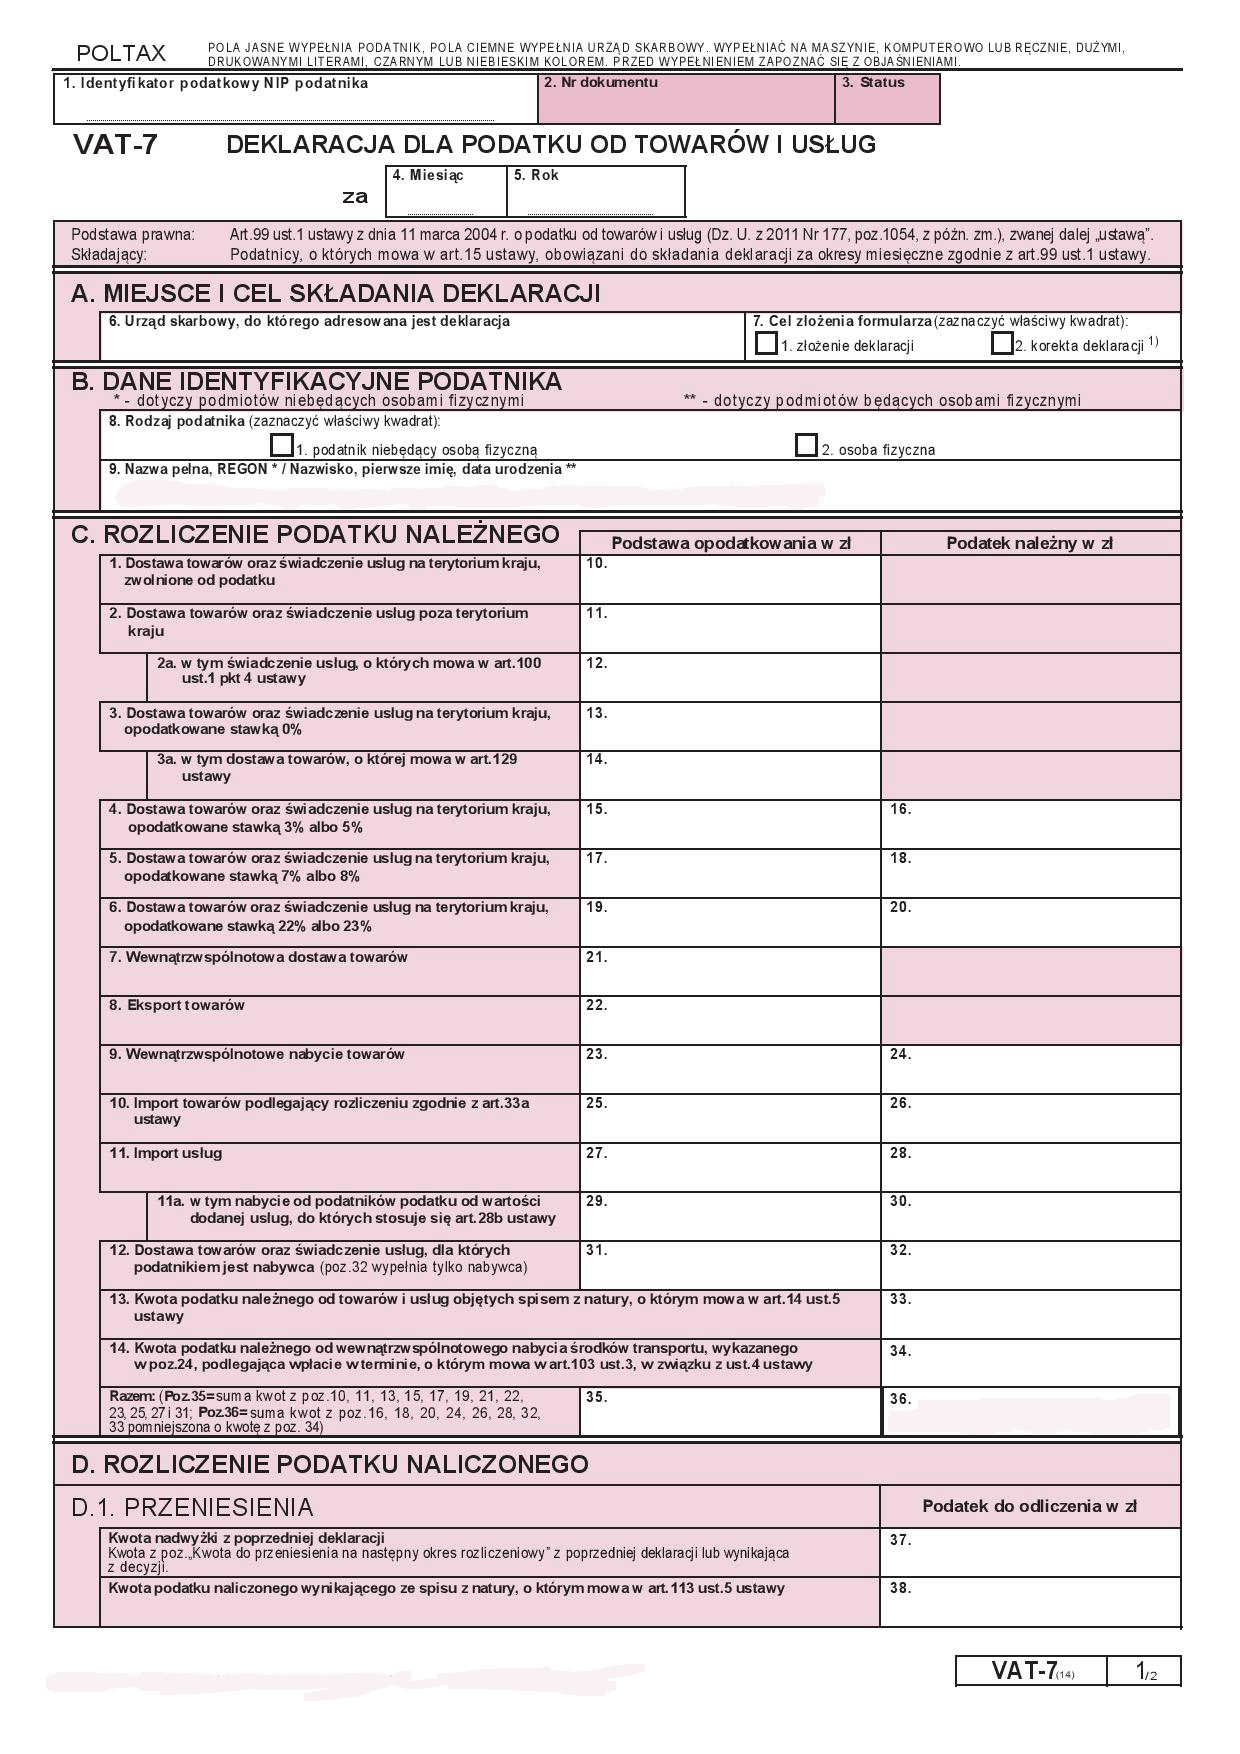 POLTAX
POLA JASNE WYPEŁNIA PODATNIK, POLA CIEMNE WYPEŁNIA URZĄD SKARBOWY. WYPEŁNIAĆ NA MASZYNIE, KOMPUTEROWO LUB RĘCZNIE, DUŻYMI,
DRUKOWANYMI LITERAMI, CZARNYM LUB NIEBIESKIM KOLOREM. PRZED WYPEŁNIENIEM ZAPOZNAĆ SIĘ Z OBJAŚNIENIAMI.
1. Identyfikator podatkowy NIP podatnika
2. Nr dokumentu
3. Status
VAT-7 DEKLARACJA DLA PODATKU OD TOWARÓW I USŁUG
za
4. Miesiąc
5. Rok
Podstawa prawna: Art.99 ust.1 ustawy z dnia 11 marca 2004 r. o podatku od towarów i usług (Dz. U. z 2011 Nr 177, poz.1054, z późn. zm.), zwanej dalej „ustawą”.
Składający: Podatnicy, o których mowa w art.15 ustawy, obowiązani do składania deklaracji za okresy miesięczne zgodnie z art.99 ust.1 ustawy.
A. MIEJSCE I CEL SKŁADANIA DEKLARACJI
6. Urząd skarbowy, do którego adresowana jest deklaracja
7. Cel złożenia formularza (zaznaczyć właściwy kwadrat):
1. złożenie deklaracji
2. korekta deklaracji 1)
B. DANE IDENTYFIKACYJNE PODATNIKA
* - dotyczy podmiotów niebędących osobami fizycznymi
** - dotyczy podmiotów będących osobami fizycznymi
8. Rodzaj podatnika (zaznaczyć właściwy kwadrat):
1. podatnik niebędący osobą fizyczną
2. osoba fizyczna
9. Nazwa pełna, REGON * / Nazwisko, pierwsze imię, data urodzenia **
C. ROZLICZENIE PODATKU NALEŻNEGO
Podstawa opodatkowania w zł
Podatek należny w zł
1. Dostawa towarów oraz świadczenie usług na terytorium kraju,
zwolnione od podatku
10.
2. Dostawa towarów oraz świadczenie usług poza terytorium
kraju
11.
2a. w tym świadczenie usług, o których mowa w art.100
ust.1 pkt 4 ustawy
12.
3. Dostawa towarów oraz świadczenie usług na terytorium kraju,
opodatkowane stawką 0%
13.
3a. w tym dostawa towarów, o której mowa w art.129
ustawy
14.
4. Dostawa towarów oraz świadczenie usług na terytorium kraju,
opodatkowane stawką 3% albo 5%
15.
16.
5. Dostawa towarów oraz świadczenie usług na terytorium kraju,
opodatkowane stawką 7% albo 8%
17.
18.
6. Dostawa towarów oraz świadczenie usług na terytorium kraju,
opodatkowane stawką 22% albo 23%
19.
20.
7. Wewnątrzwspólnotowa dostawa towarów
21.
8. Eksport towarów
22.
9. Wewnątrzwspólnotowe nabycie towarów
23.
24.
10. Import towarów podlegający rozliczeniu zgodnie z art.33a
ustawy
25.
26.
11. Import usług
27.
28.
11a. w tym nabycie od podatników podatku od wartości
dodanej usług, do których stosuje się art.28b ustawy
29.
30.
12. Dostawa towarów oraz świadczenie usług, dla których
podatnikiem jest nabywca (poz.32 wypełnia tylko nabywca)
31.
32.
13. Kwota podatku należnego od towarów i usług objętych spisem z natury, o którym mowa w art.14 ust.5
ustawy
33.
14. Kwota podatku należnego od wewnątrzwspólnotowego nabycia środków transportu, wykazanego
w poz.24, podlegająca wpłacie w terminie, o którym mowa w art.103 ust.3, w związku z ust.4 ustawy
34.
Razem: (Poz.35=suma kwot z poz.10, 11, 13, 15, 17, 19, 21, 22,
23, 25, 27 i 31; Poz.36=suma kwot z poz.16, 18, 20, 24, 26, 28, 32,
33 pomniejszona o kwotę z poz. 34)
35.
36.
D. ROZLICZENIE PODATKU NALICZONEGO
D.1. PRZENIESIENIA
Podatek do odliczenia w zł
Kwota nadwyżki z poprzedniej deklaracji
Kwota z poz.„Kwota do przeniesienia na następny okres rozliczeniowy” z poprzedniej deklaracji lub wynikająca
z decyzji.
37.
Kwota podatku naliczonego wynikającego ze spisu z natury, o którym mowa w art.113 ust.5 ustawy
38.
VAT-7(14)
1/2